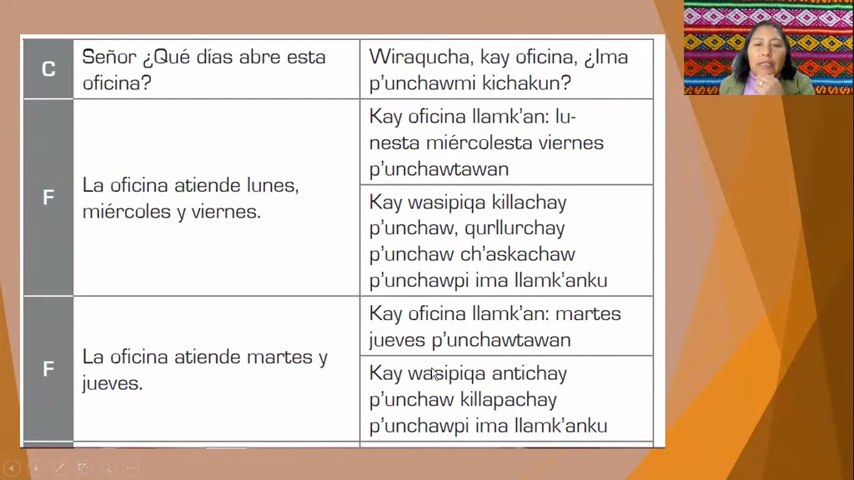 C
Señor ¿Qué días abre esta
oficina?
Wiraqucha, kay oficina, ¿Ima
p'unchawmi kichakun?
F
La oficina atiende lunes,
miércoles y viernes.
Kay oficina llamk'an: lu-
nesta miércolesta viernes
p'unchawtawan
Kay wasipiqa killachay
p'unchaw, qurllurchay
p'unchaw ch'askachaw
p'unchawpi ima llamk'anku
F
La oficina atiende martes y
jueves.
Kay oficina llamk'an: martes
jueves p'unchawtawan
Kay wasipiqa antichay
p'unchaw killapachay
p'unchawpi ima llamk'anku